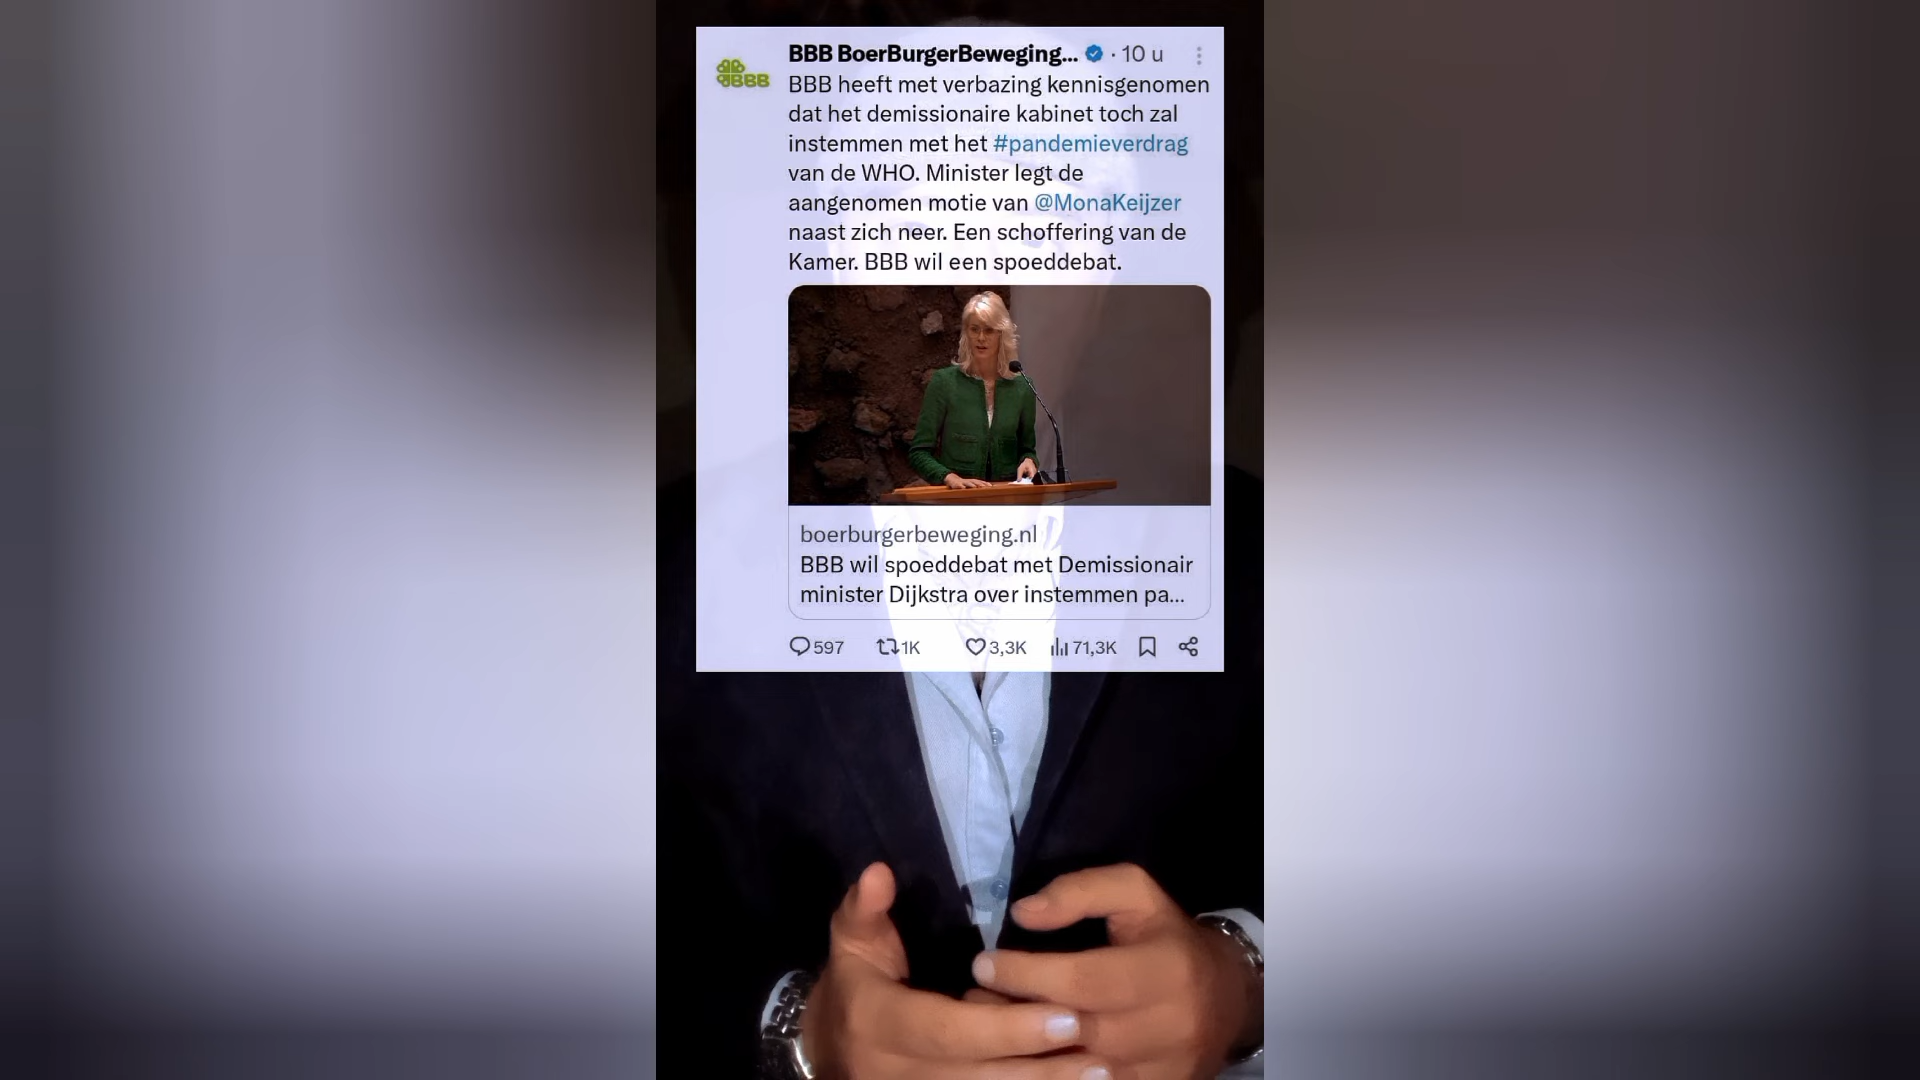 BBB BoerBurgerBeweging... · 10 u
BBB
BBB heeft met verbazing kennisgenomen
dat het demissionaire kabinet toch zal
instemmen met het #pandemieverdrag
van de WHO. Minister legt de
aangenomen motie van @MonaKeijzer
naast zich neer. Een schoffering van de
Kamer. BBB wil een spoeddebat.
boerburgerbeweging.nl
BBB wil spoeddebat met Demissionair
minister Dijkstra over instemmen pa...
597 1K 3,3K 71,3K